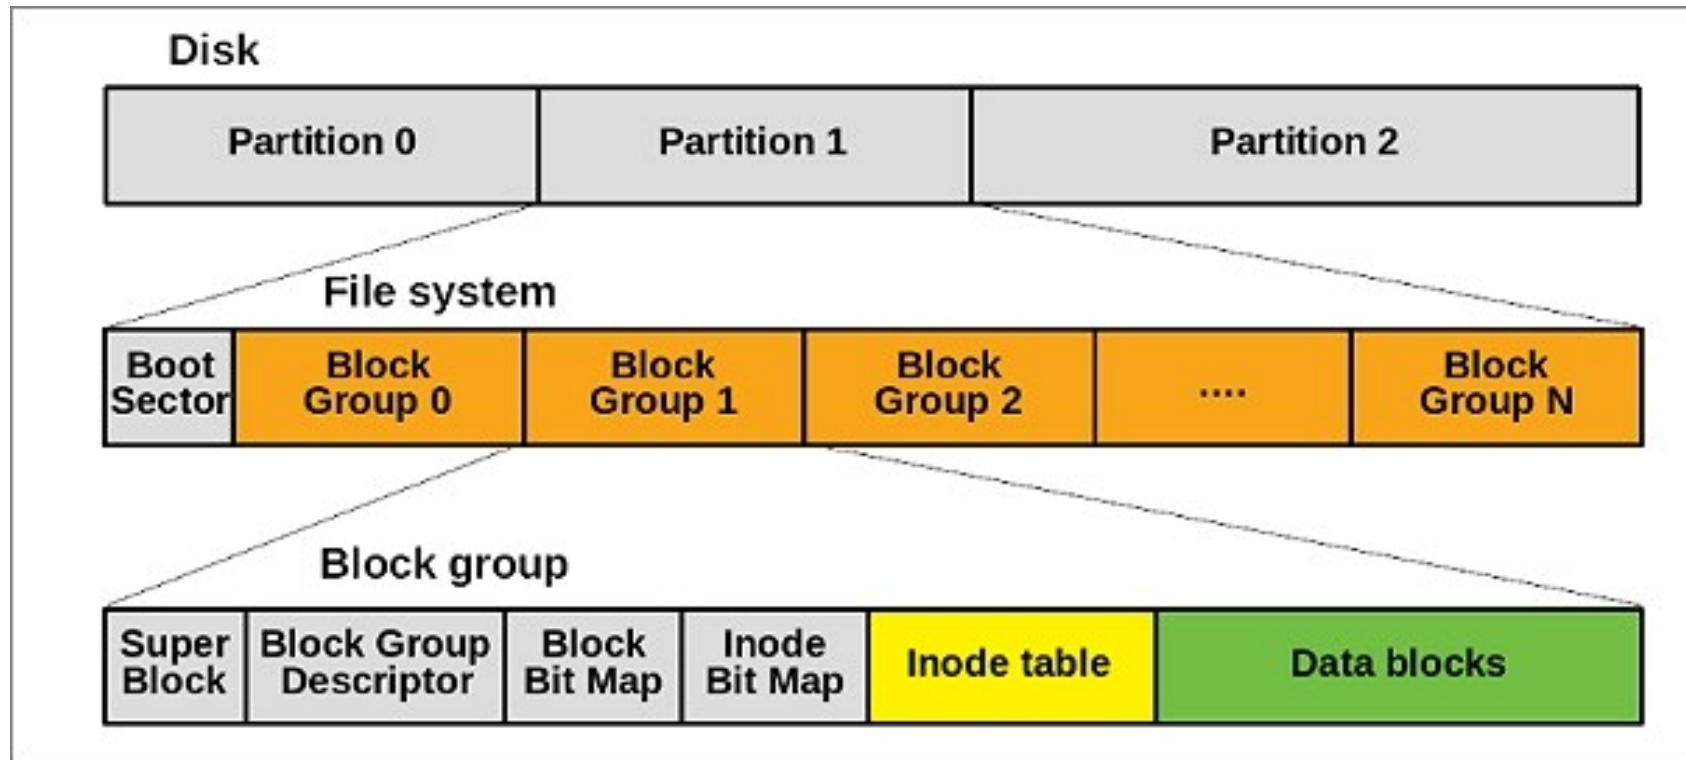 Disk
Partition 0 Partition 1 Partition 2
File system
Boot Block Block Block Block
Sector Group 0 Group 1 Group 2 .... Group N
Block group
Super Block Group Block Inode Inode table Data blocks
Block Descriptor Bit Map Bit Map